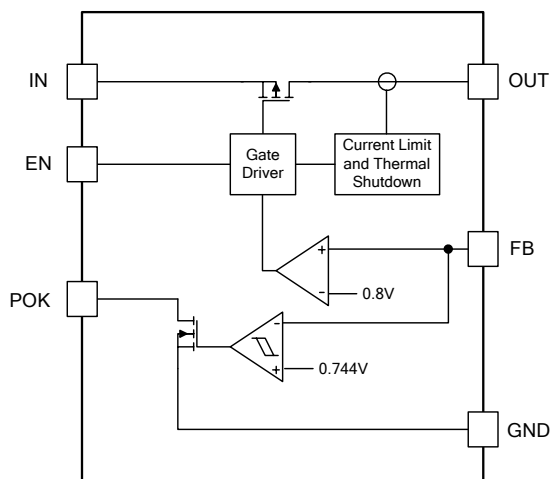 IN
OUT
EN
Gate
Driver
Current Limit
and Thermal
Shutdown
+
FB
-
0.8V
POK
-
+
0.744V
GND